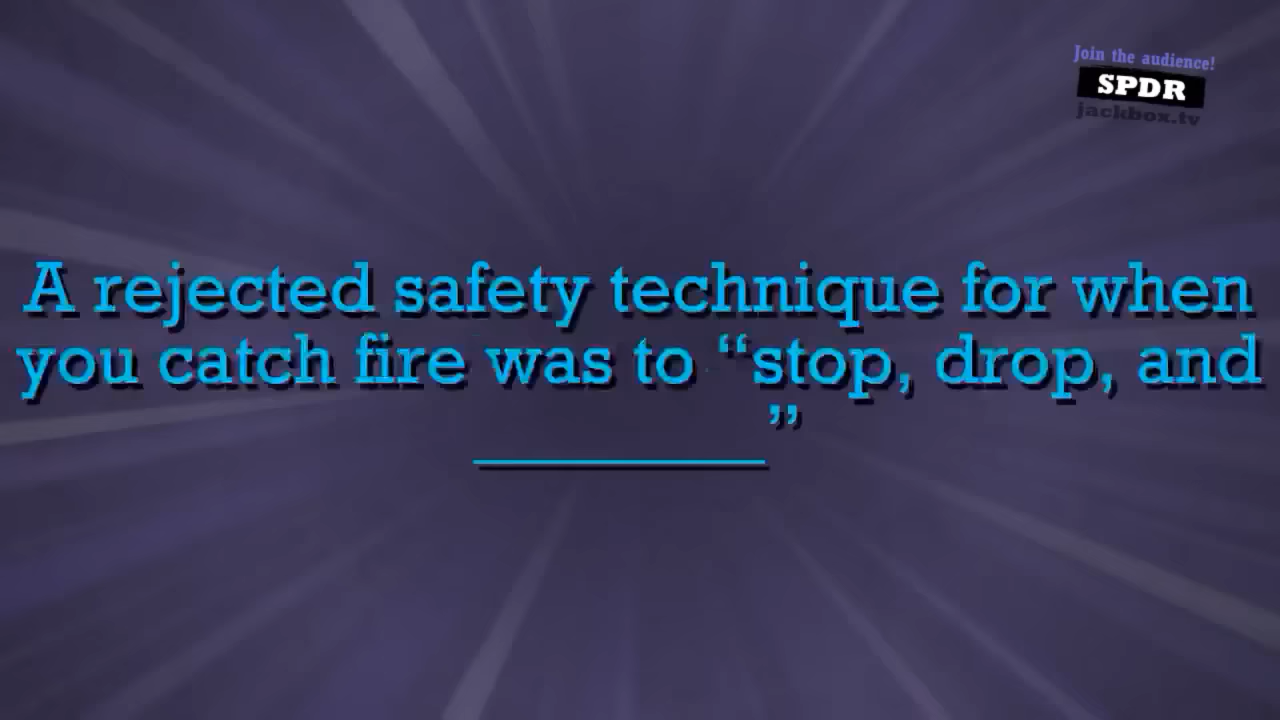 Join the audience!
SPDR
jackbox.tv
A rejected safety technique for when
you catch fire was to “stop, drop, and
__________”